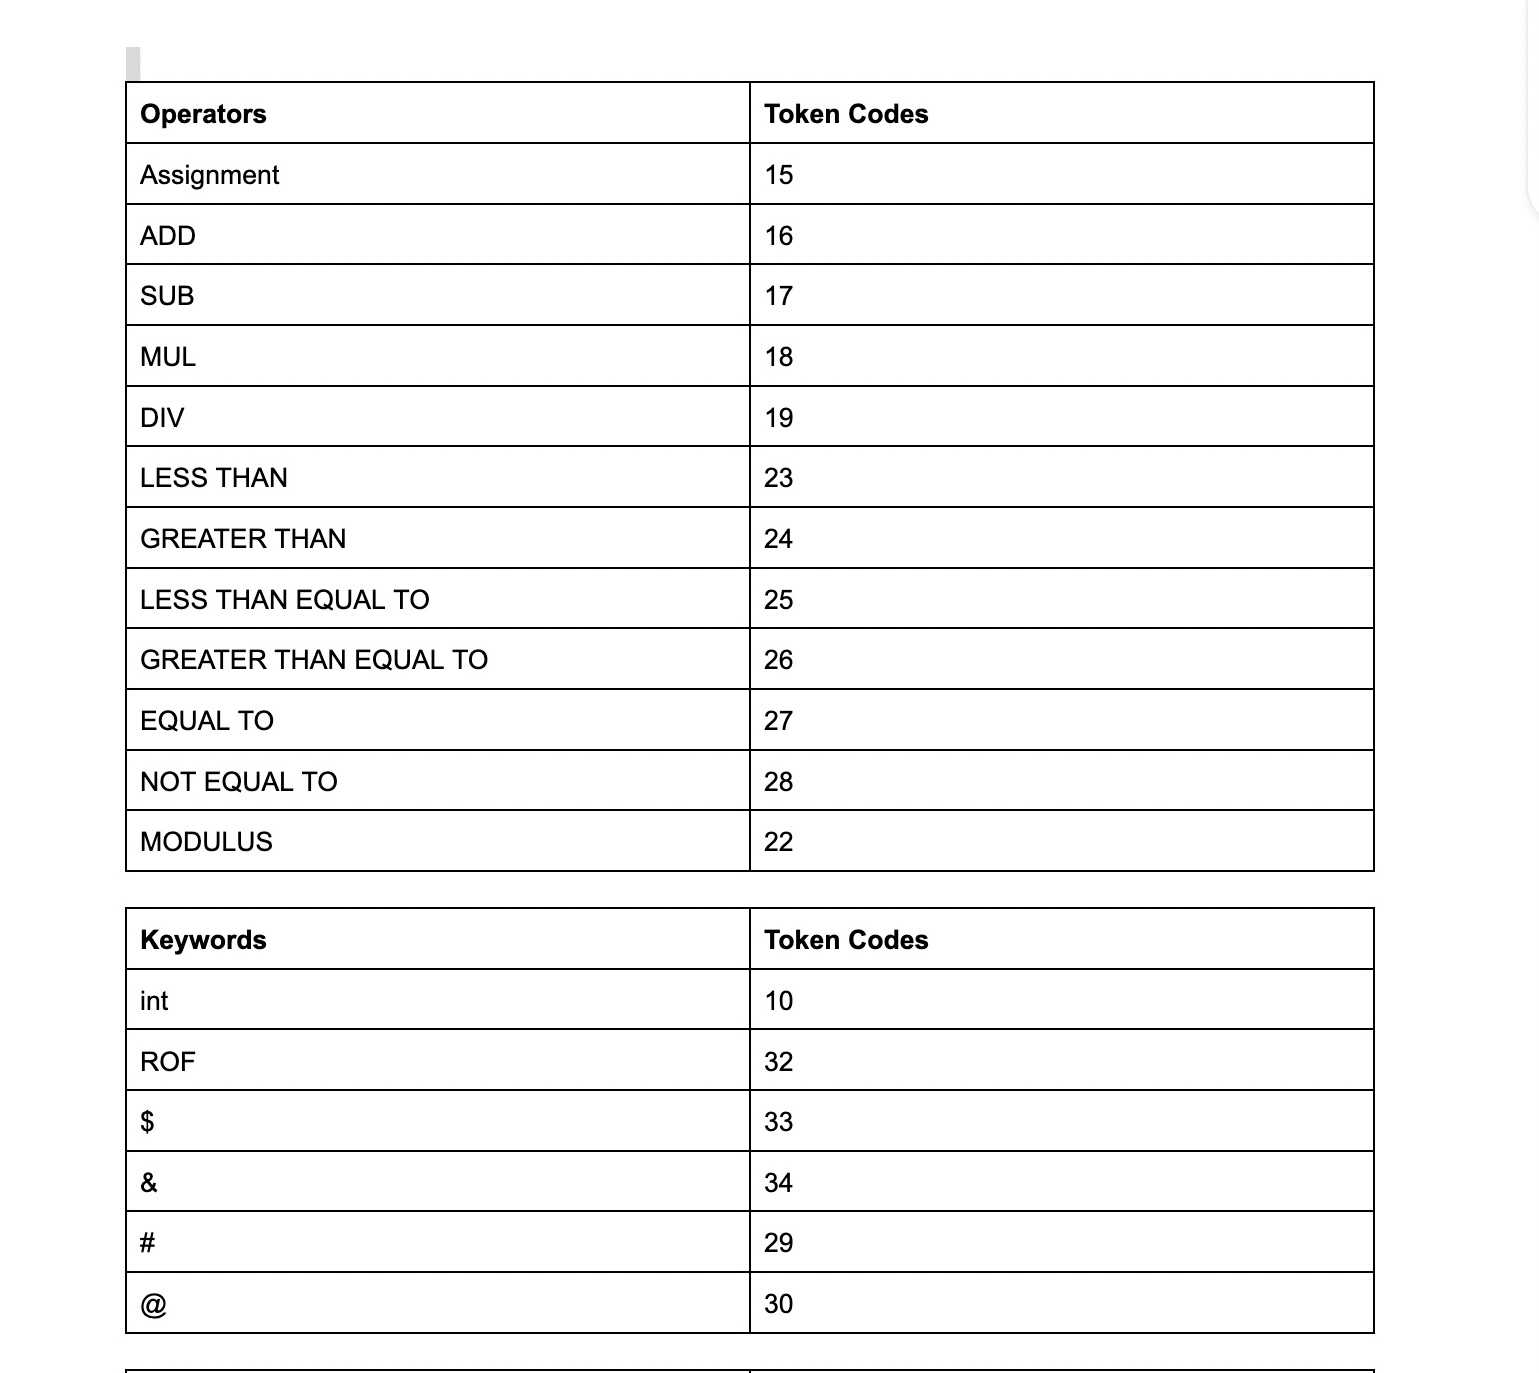 Operators Token Codes
Assignment 15
ADD 16
SUB 17
MUL 18
DIV 19
LESS THAN 23
GREATER THAN 24
LESS THAN EQUAL TO 25
GREATER THAN EQUAL TO 26
EQUAL TO 27
NOT EQUAL TO 28
MODULUS 22
Keywords Token Codes
int 10
ROF 32
$ 33
& 34
# 29
@ 30